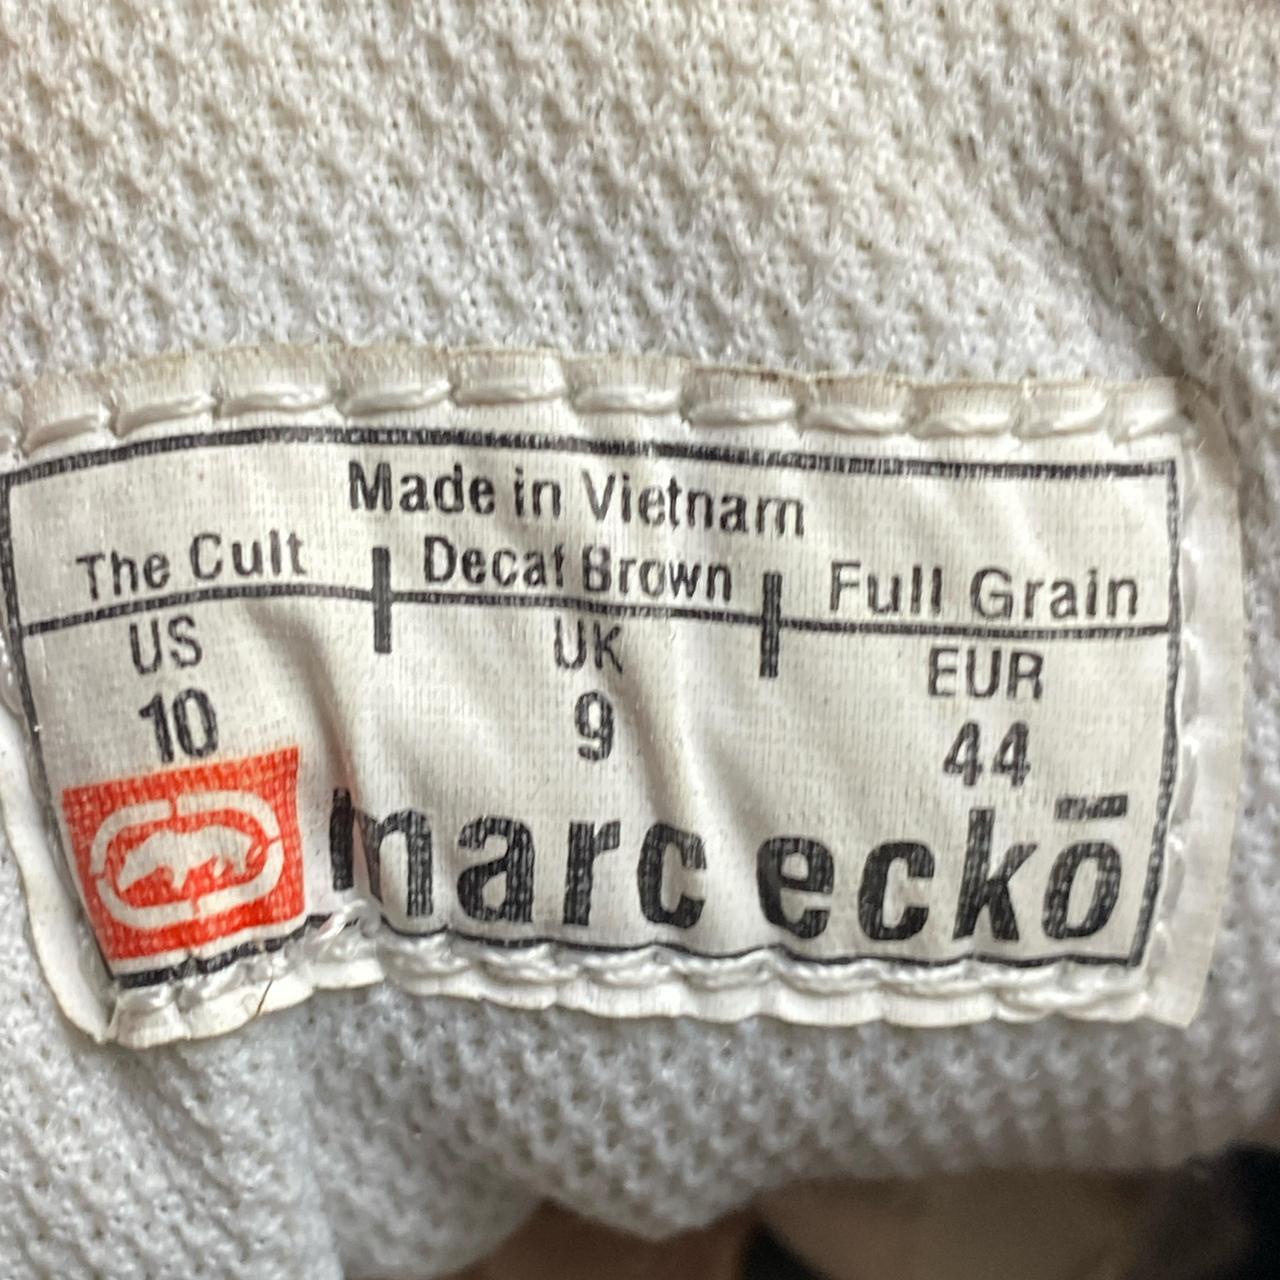 Made in Vietnam
The Cult Decaf Brown Full Grain
US UK EUR
10 9 44
marc eckō